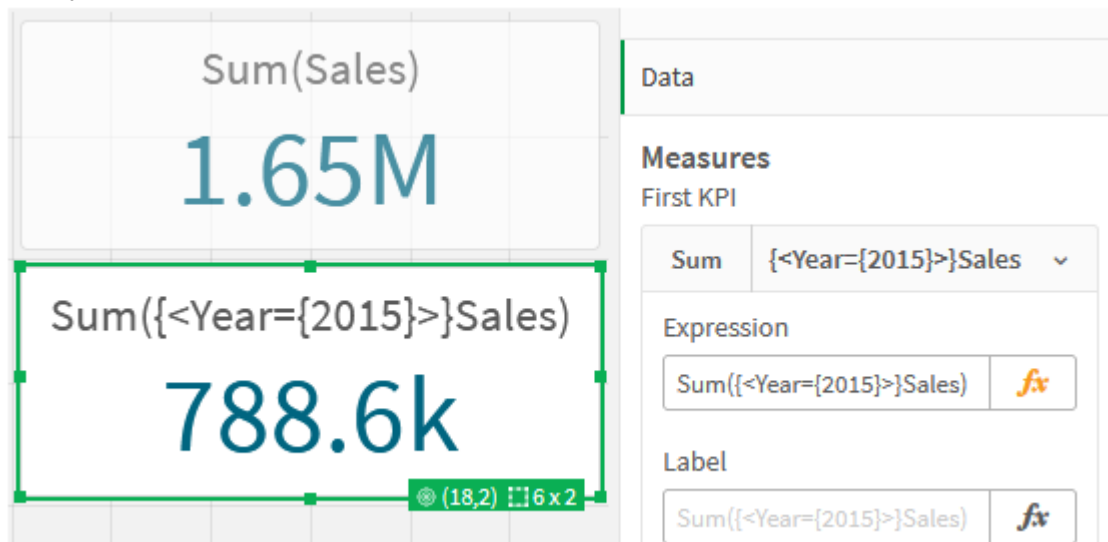 Sum(Sales)
1.65M
Sum({<Year={2015}>}Sales)
788.6k
(18,2) 6 x 2
Data
Measures
First KPI
Sum {<Year={2015}>}Sales
Expression
Sum({<Year={2015}>}Sales) fx
Label
Sum({<Year={2015}>}Sales) fx